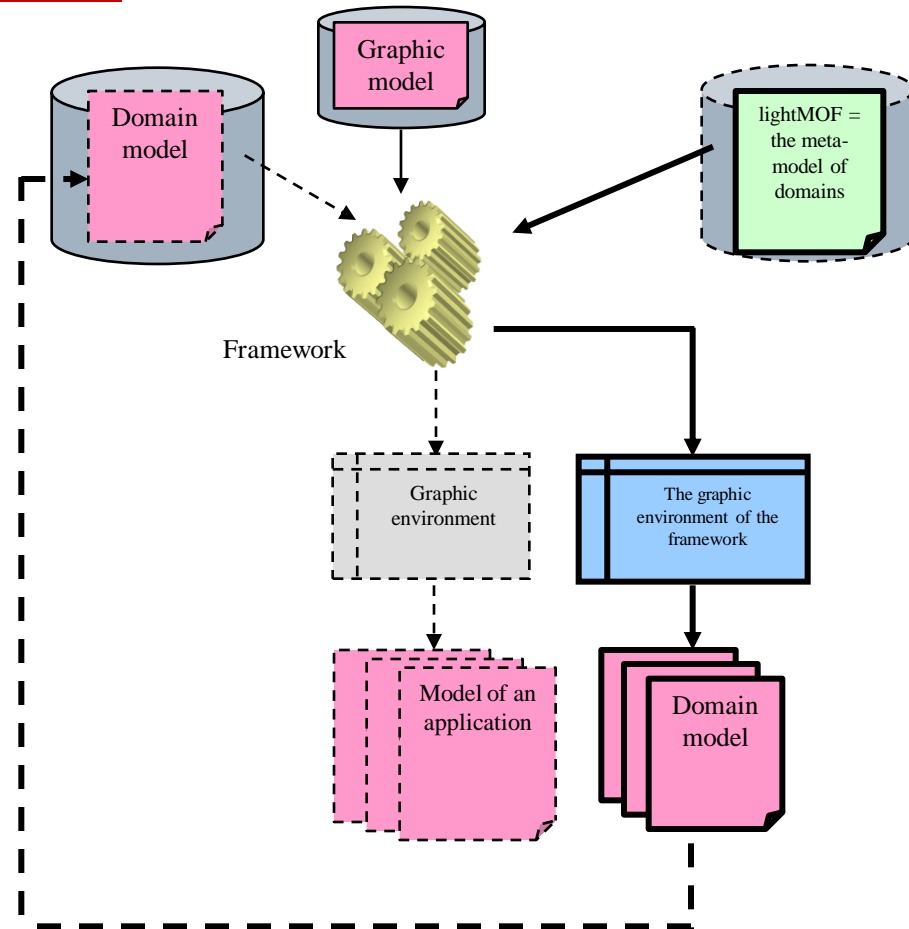 Graphic
model
Domain
model
lightMOF =
the meta-
model of
domains
Framework
Graphic
environment
The graphic
environment of the
framework
Model of an
application
Domain
model